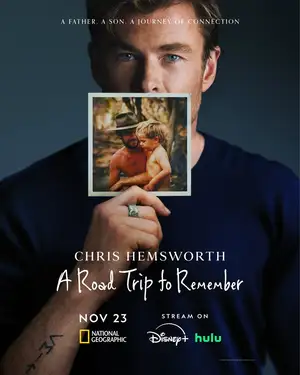 A FATHER. A SON. A JOURNEY OF CONNECTION
CHRIS HEMSWORTH
A Road Trip to Remember
NOV 23
NATIONAL GEOGRAPHIC
STREAM ON
Disney+ hulu